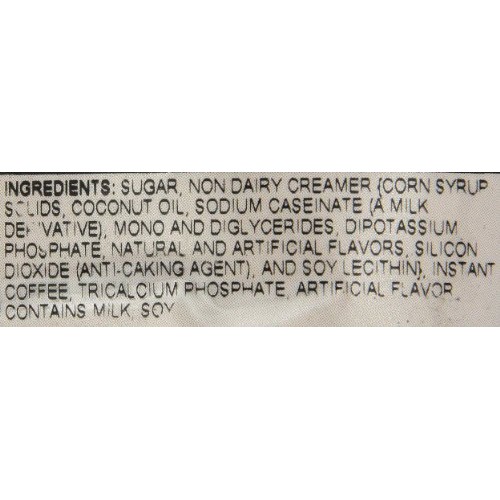 INGREDIENTS: SUGAR, NON DAIRY CREAMER (CORN SYRUP
SOLIDS, COCONUT OIL, SODIUM CASEINATE (A MILK
DERIVATIVE), MONO AND DIGLYCERIDES, DIPOTASSIUM
PHOSPHATE, NATURAL AND ARTIFICIAL FLAVORS, SILICON
DIOXIDE (ANTI-CAKING AGENT), AND SOY LECITHIN), INSTANT
COFFEE, TRICALCIUM PHOSPHATE, ARTIFICIAL FLAVOR
CONTAINS MILK, SOY